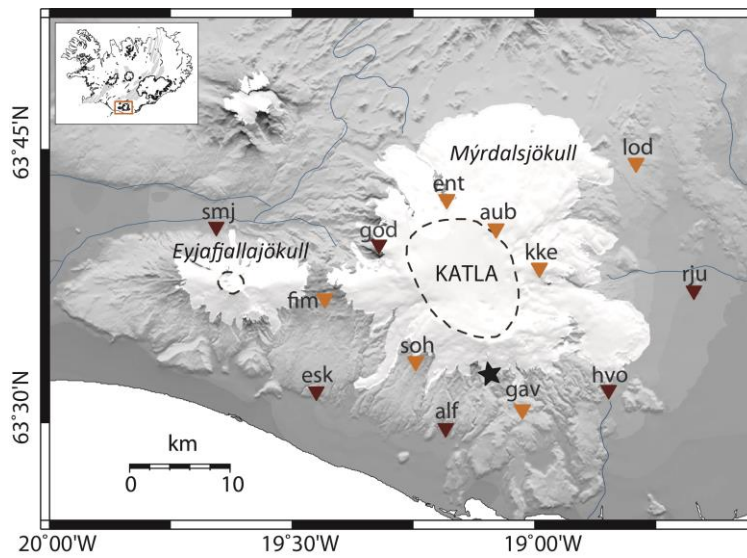 63°45'N
63°30'N
Mýrdalsjökull
lod
ent
aub
smj
god
Eyjafjallajökull
KATLA
kke
rju
fim
soh
esk
gav
hvo
alf
km
0 10
20°00'W 19°30'W 19°00'W